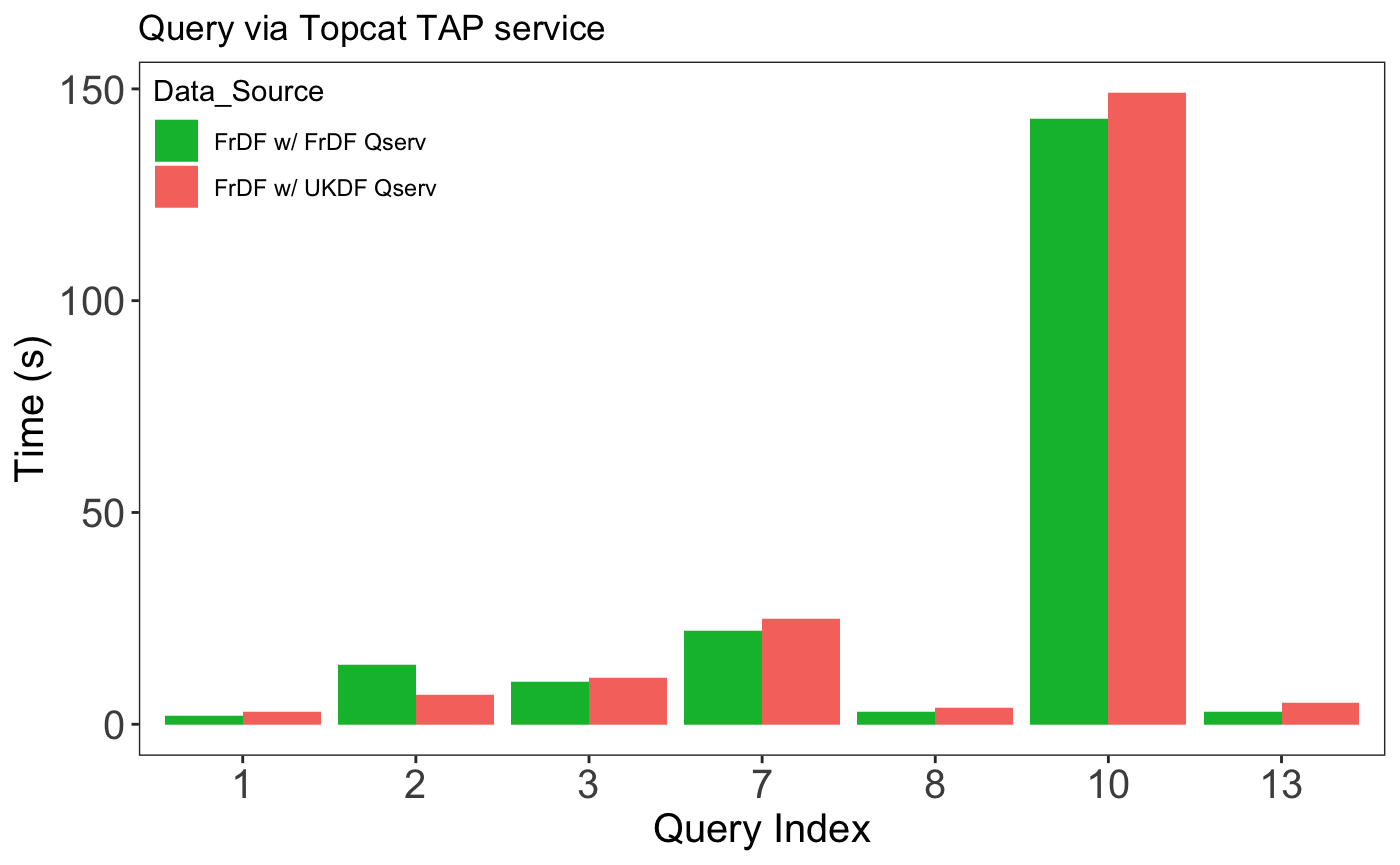 Query via Topcat TAP service
Data_Source
FrDF w/ FrDF Qserv
FrDF w/ UKDF Qserv
150
100
50
0
Time (s)
1 2 3 7 8 10 13
Query Index